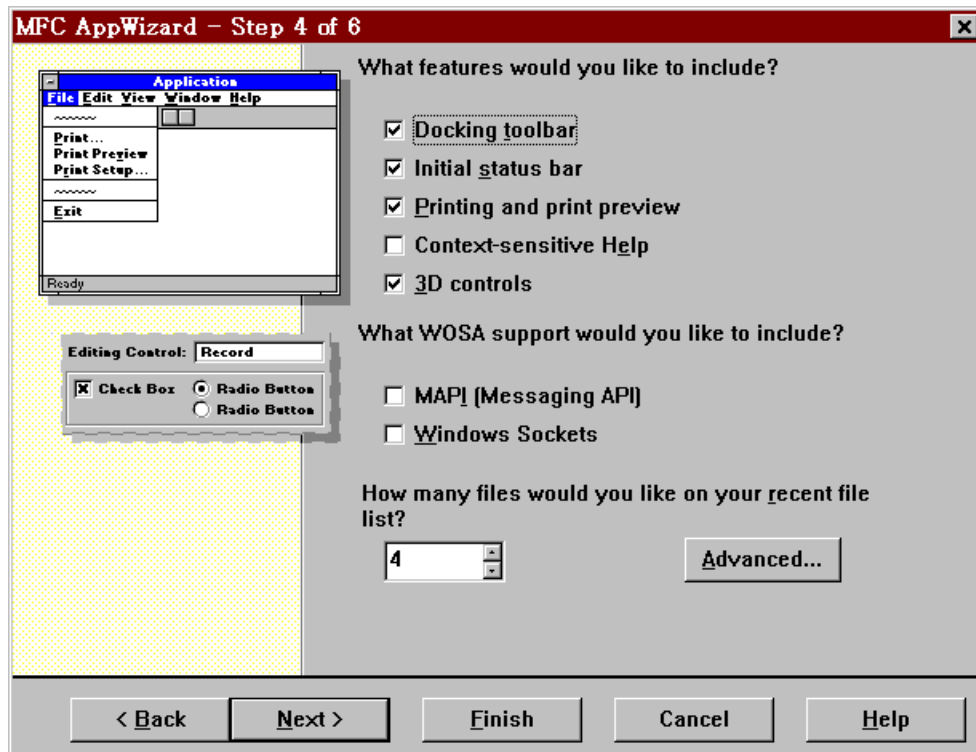 MFC AppWizard - Step 4 of 6
Application
File Edit View Window Help
Print...
Print Preview
Print Setup...
Exit
Ready
Editing Control: Record
Check Box Radio Button
Radio Button
What features would you like to include?
Docking toolbar
Initial status bar
Printing and print preview
Context-sensitive Help
3D controls
What WOSA support would you like to include?
MAPI (Messaging API)
Windows Sockets
How many files would you like on your recent file
list?
4
Advanced...
< Back Next > Finish Cancel Help